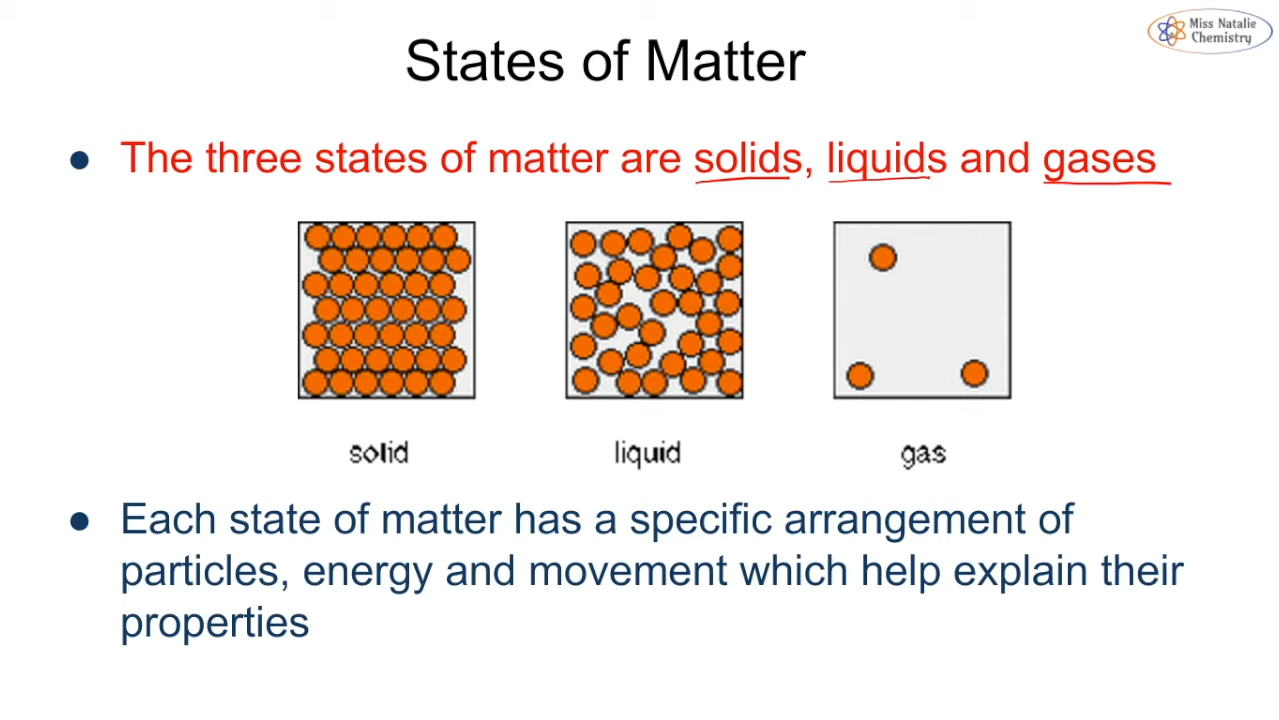 Miss Natalie
Chemistry
States of Matter
● The three states of matter are solids, liquids and gases
solid
liquid
gas
● Each state of matter has a specific arrangement of
particles, energy and movement which help explain their
properties